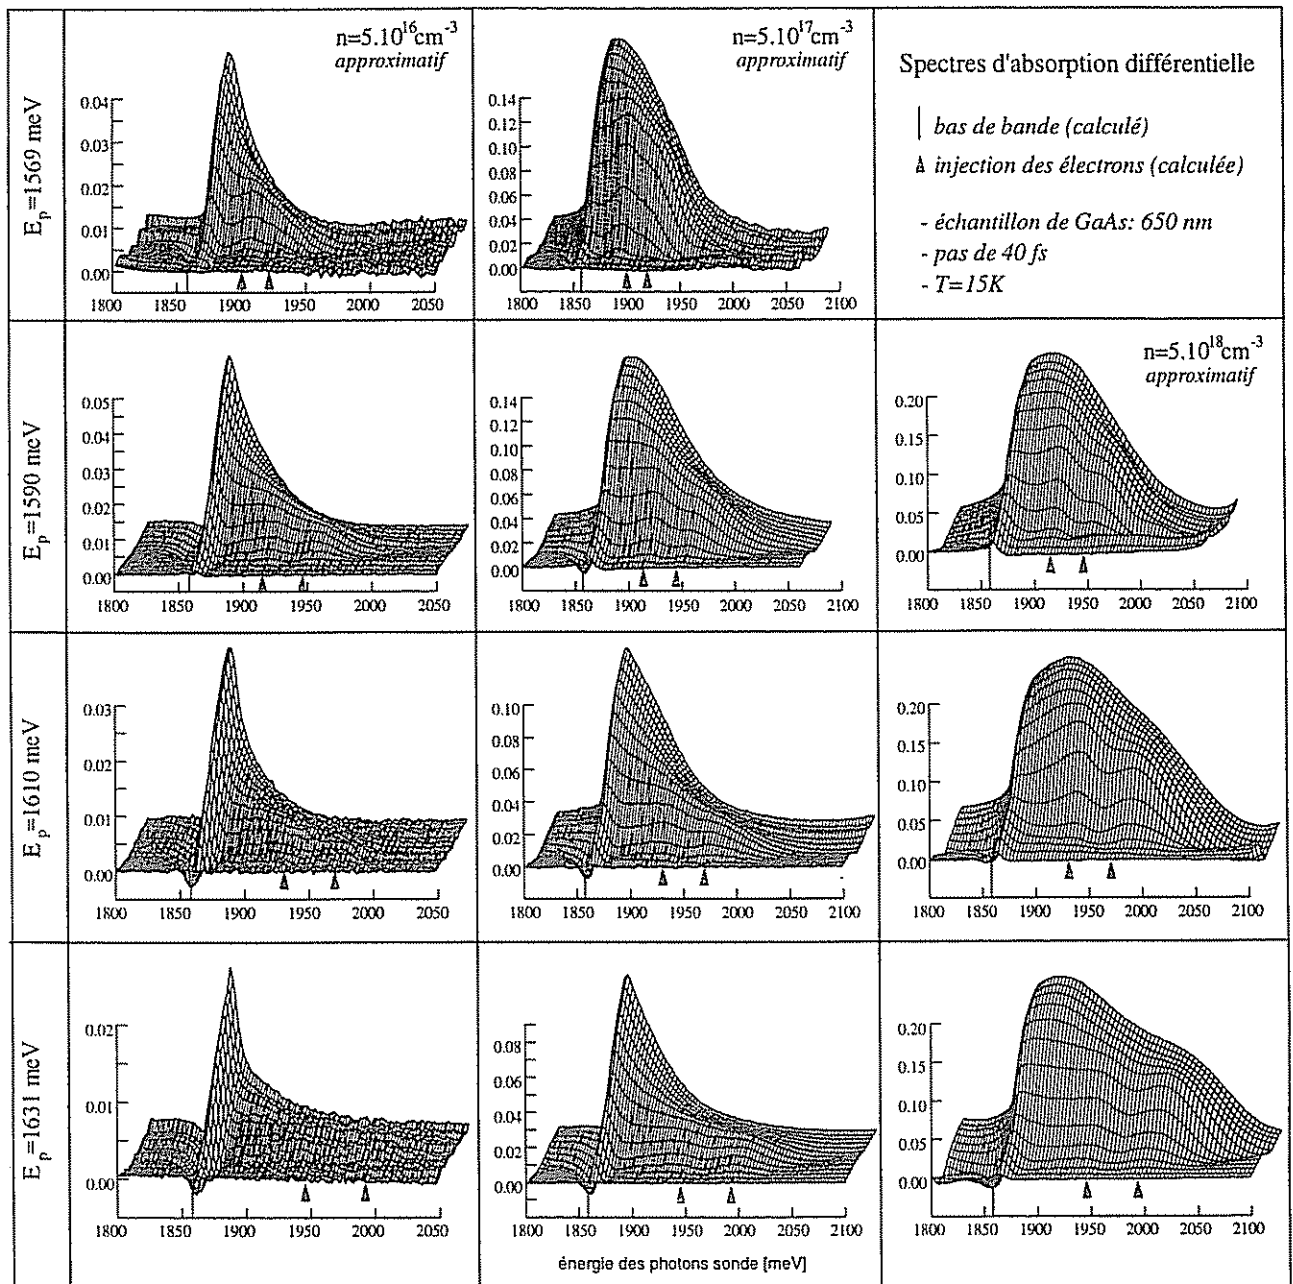 E_p=1569 meV
n=5.10^16 cm^-3
approximatif
0.04
0.03
0.02
0.01
0.00
1800 1850 1900 1950 2000 2050
n=5.10^17 cm^-3
approximatif
0.14
0.12
0.10
0.08
0.06
0.04
0.02
0.00
1800 1850 1900 1950 2000 2050 2100
Spectres d'absorption différentielle
bas de bande (calculé)
injection des électrons (calculée)
- échantillon de GaAs: 650 nm
- pas de 40 fs
- T=15K
E_p=1590 meV
0.05
0.04
0.03
0.02
0.01
0.00
1800 1850 1900 1950 2000 2050
0.14
0.12
0.10
0.08
0.06
0.04
0.02
0.00
1800 1850 1900 1950 2000 2050 2100
n=5.10^18 cm^-3
approximatif
0.20
0.15
0.10
0.05
0.00
1800 1850 1900 1950 2000 2050 2100
E_p=1610 meV
0.03
0.02
0.01
0.00
1800 1850 1900 1950 2000 2050
0.10
0.08
0.06
0.04
0.02
0.00
1800 1850 1900 1950 2000 2050 2100
0.20
0.15
0.10
0.05
0.00
1800 1850 1900 1950 2000 2050 2100
E_p=1631 meV
0.02
0.01
0.00
1800 1850 1900 1950 2000 2050
0.08
0.06
0.04
0.02
0.00
1800 1850 1900 1950 2000 2050 2100
0.20
0.15
0.10
0.05
0.00
1800 1850 1900 1950 2000 2050 2100
énergie des photons sonde [meV]